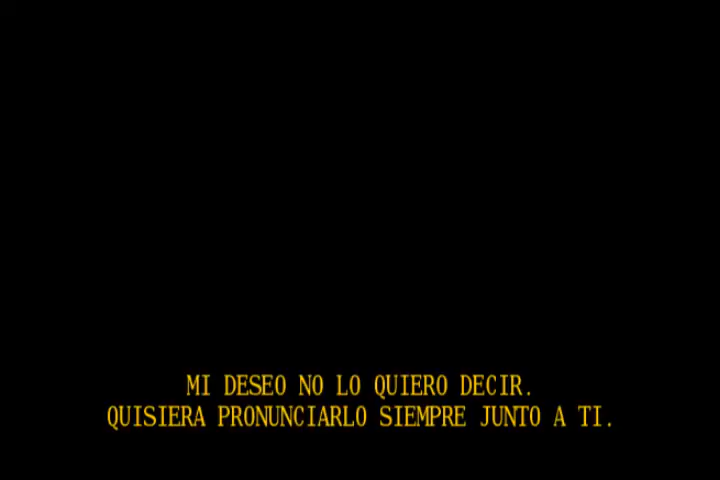 MI DESEO NO LO QUIERO DECIR.
QUISIERA PRONUNCIARLO SIEMPRE JUNTO A TI.